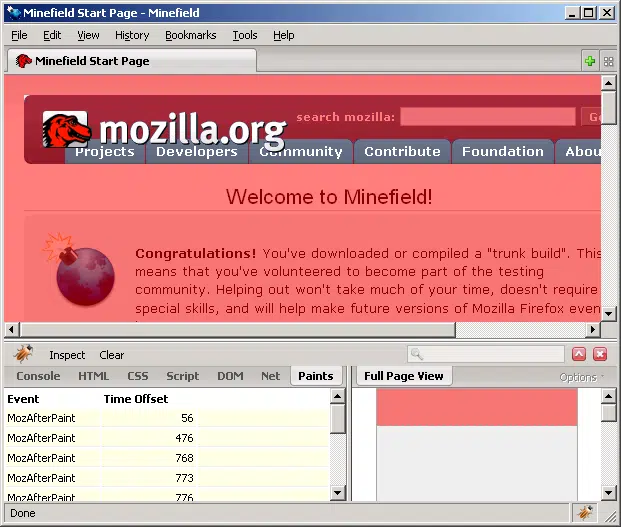 Minefield Start Page - Minefield
File Edit View History Bookmarks Tools Help
Minefield Start Page
search mozilla:
mozilla.org
Projects Developers Community Contribute Foundation Abou
Welcome to Minefield!
Congratulations! You've downloaded or compiled a "trunk build". This
means that you've volunteered to become part of the testing
community. Helping out won't take much of your time, doesn't require
special skills, and will help make future versions of Mozilla Firefox even
Inspect Clear
Console HTML CSS Script DOM Net Paints Full Page View Options
Event Time Offset
MozAfterPaint 56
MozAfterPaint 476
MozAfterPaint 768
MozAfterPaint 773
MozAfterPaint 776
Done